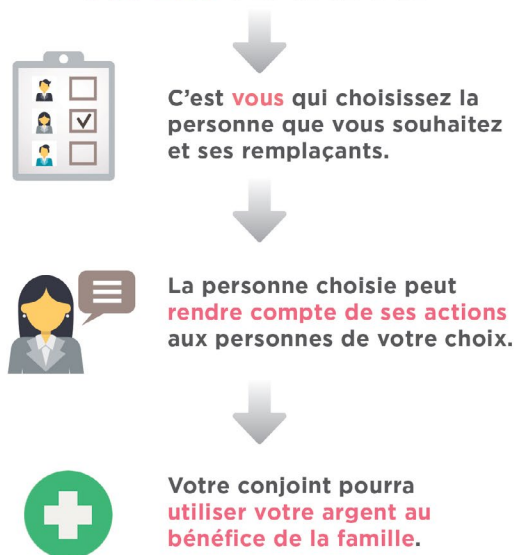 C'est vous qui choisissez la
personne que vous souhaitez
et ses remplaçants.
La personne choisie peut
rendre compte de ses actions
aux personnes de votre choix.
Votre conjoint pourra
utiliser votre argent au
bénéfice de la famille.